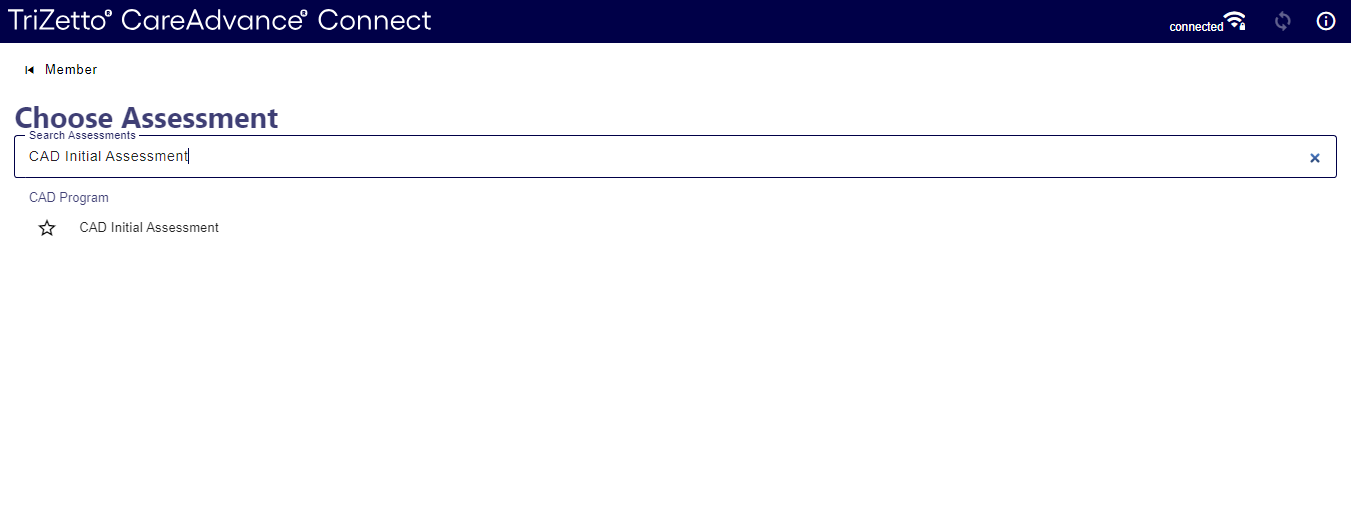 TriZetto® CareAdvance® Connect
connected
Member
Choose Assessment
Search Assessments
CAD Initial Assessment
CAD Program
CAD Initial Assessment